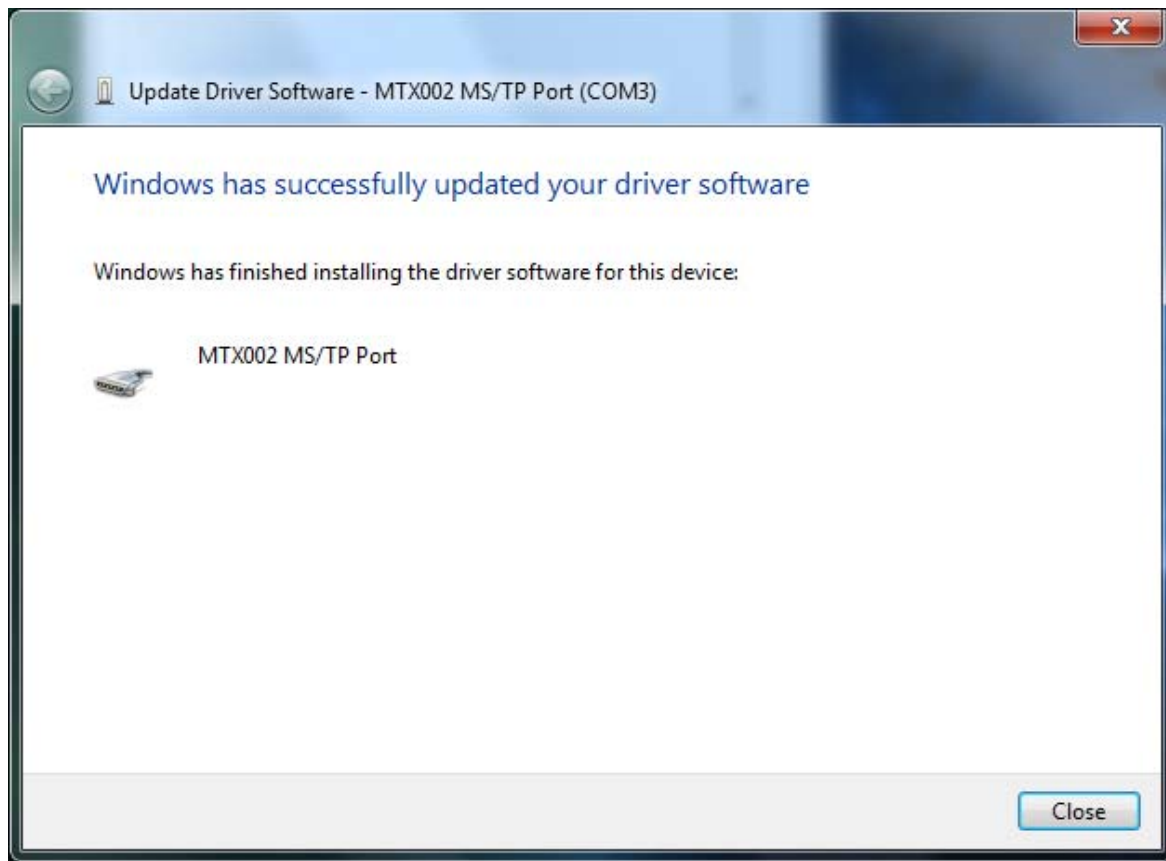 Update Driver Software - MTX002 MS/TP Port (COM3)
Windows has successfully updated your driver software
Windows has finished installing the driver software for this device:
MTX002 MS/TP Port
Close